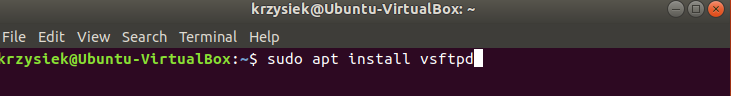 krzysiek@Ubuntu-VirtualBox: ~
File Edit View Search Terminal Help
krzysiek@Ubuntu-VirtualBox:~$ sudo apt install vsftpd